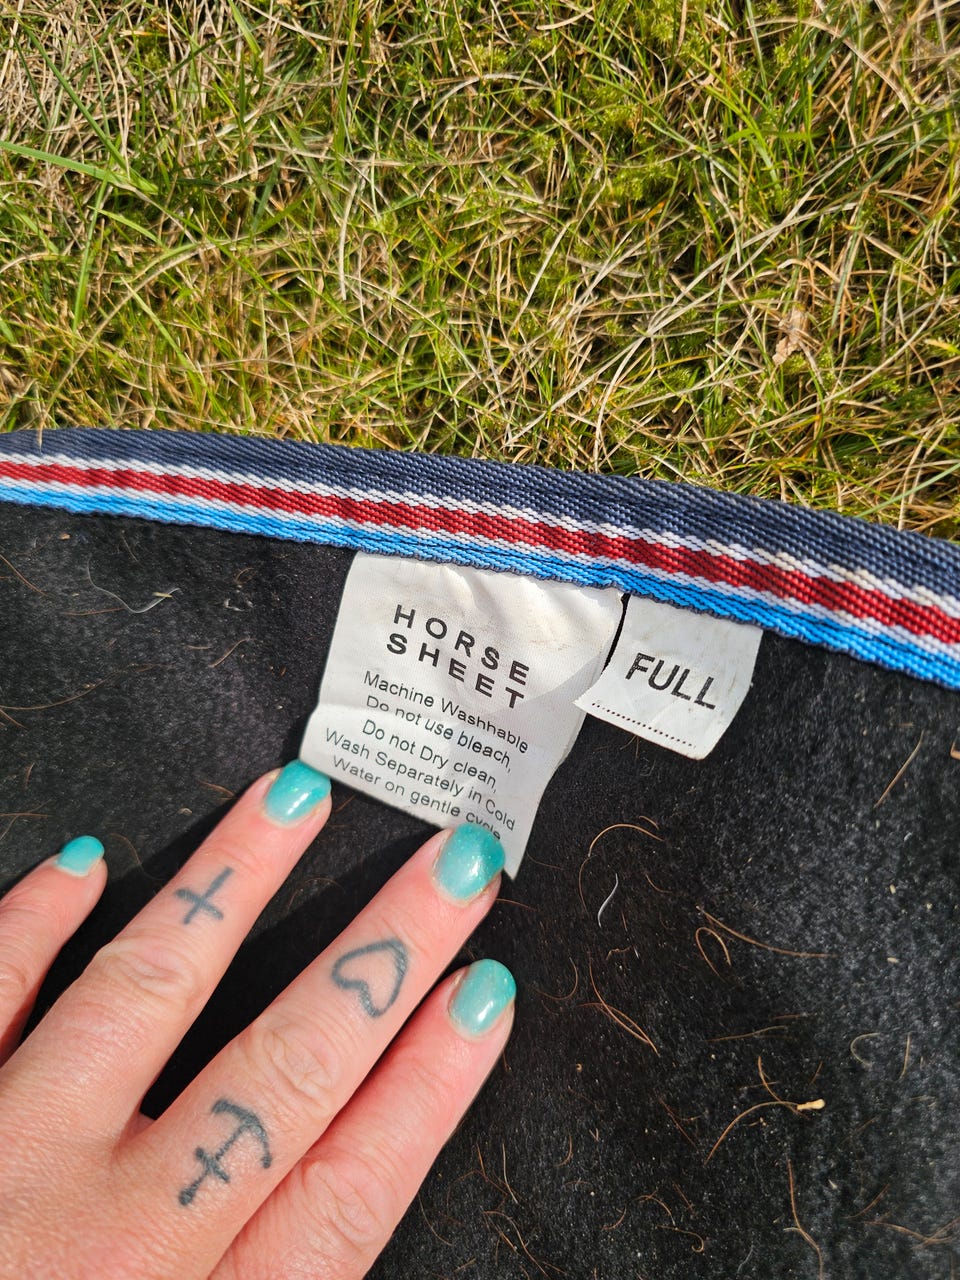 HORSE
SHEET
Machine Washhable
Do not use bleach,
Do not Dry clean,
Wash Separately in Cold
Water on gentle cycle
FULL